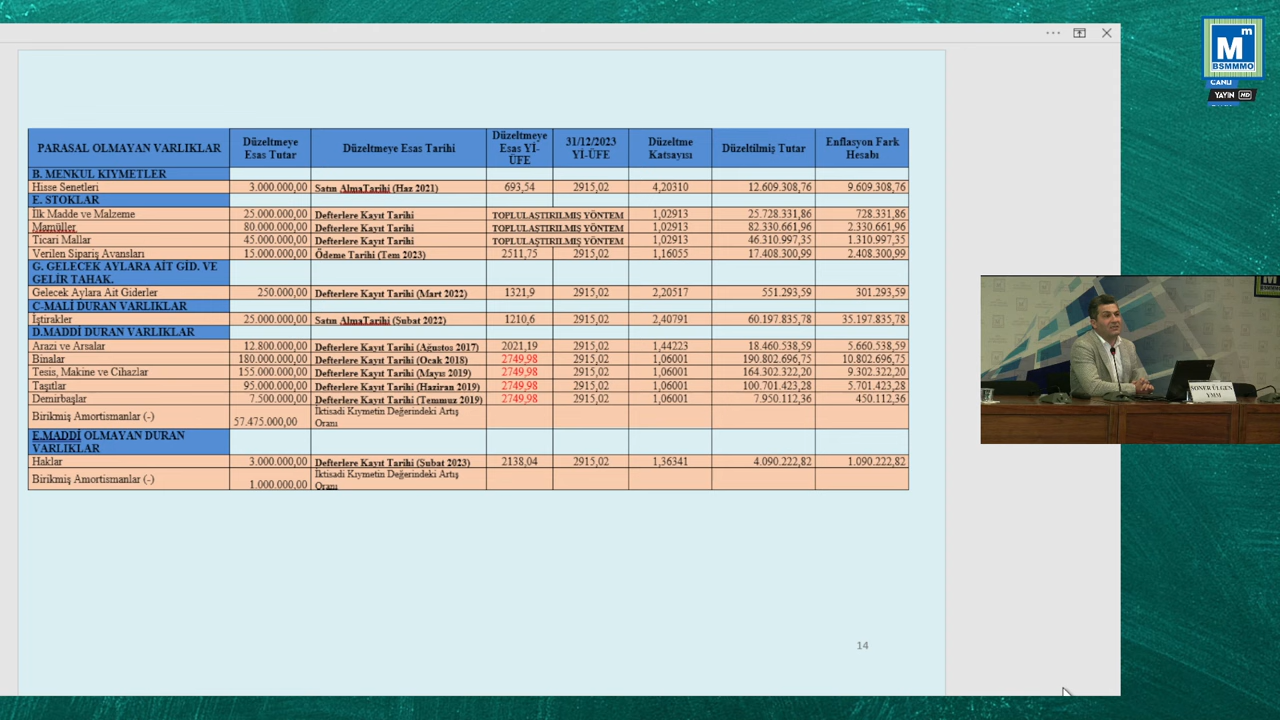 M m
BSMMMO
CANLI
YAYIN HD
PARASAL OLMAYAN VARLIKLAR | Düzeltmeye Esas Tutar | Düzeltmeye Esas Tarihi | Düzeltmeye Esas Yİ-ÜFE | 31/12/2023 Yİ-ÜFE | Düzeltme Katsayısı | Düzeltilmiş Tutar | Enflasyon Fark Hesabı
B. MENKUL KIYMETLER
Hisse Senetleri | 3.000.000,00 | Satın AlmaTarihi (Haz 2021) | 693,54 | 2915,02 | 4,20310 | 12.609.308,76 | 9.609.308,76
E. STOKLAR
İlk Madde ve Malzeme | 25.000.000,00 | Defterlere Kayıt Tarihi | TOPLULAŞTIRILMIŞ YÖNTEM | 1,02913 | 25.728.331,86 | 728.331,86
Mamüller | 80.000.000,00 | Defterlere Kayıt Tarihi | TOPLULAŞTIRILMIŞ YÖNTEM | 1,02913 | 82.330.661,96 | 2.330.661,96
Ticari Mallar | 45.000.000,00 | Defterlere Kayıt Tarihi | TOPLULAŞTIRILMIŞ YÖNTEM | 1,02913 | 46.310.997,35 | 1.310.997,35
Verilen Sipariş Avansları | 15.000.000,00 | Ödeme Tarihi (Tem 2023) | 2511,75 | 2915,02 | 1,16055 | 17.408.300,99 | 2.408.300,99
G. GELECEK AYLARA AİT GİD. VE
GELİR TAHAK.
Gelecek Aylara Ait Giderler | 250.000,00 | Defterlere Kayıt Tarihi (Mart 2022) | 1321,9 | 2915,02 | 2,20517 | 551.293,59 | 301.293,59
C-MALİ DURAN VARLIKLAR
İştirakler | 25.000.000,00 | Satın AlmaTarihi (Şubat 2022) | 1210,6 | 2915,02 | 2,40791 | 60.197.835,78 | 35.197.835,78
D.MADDİ DURAN VARLIKLAR
Arazi ve Arsalar | 12.800.000,00 | Defterlere Kayıt Tarihi (Ağustos 2017) | 2021,19 | 2915,02 | 1,44223 | 18.460.538,59 | 5.660.538,59
Binalar | 180.000.000,00 | Defterlere Kayıt Tarihi (Ocak 2018) | 2749,98 | 2915,02 | 1,06001 | 190.802.696,75 | 10.802.696,75
Tesis, Makine ve Cihazlar | 155.000.000,00 | Defterlere Kayıt Tarihi (Mayıs 2019) | 2749,98 | 2915,02 | 1,06001 | 164.302.322,20 | 9.302.322,20
Taşıtlar | 95.000.000,00 | Defterlere Kayıt Tarihi (Haziran 2019) | 2749,98 | 2915,02 | 1,06001 | 100.701.423,28 | 5.701.423,28
Demirbaşlar | 7.500.000,00 | Defterlere Kayıt Tarihi (Temmuz 2019) | 2749,98 | 2915,02 | 1,06001 | 7.950.112,36 | 450.112,36
Birikmiş Amortismanlar (-) | 57.475.000,00 | İktisadi Kıymetin Değerindeki Artış Oranı
E.MADDİ OLMAYAN DURAN
VARLIKLAR
Haklar | 3.000.000,00 | Defterlere Kayıt Tarihi (Şubat 2023) | 2138,04 | 2915,02 | 1,36341 | 4.090.222,82 | 1.090.222,82
Birikmiş Amortismanlar (-) | 1.000.000,00 | İktisadi Kıymetin Değerindeki Artış Oranı
14
SONER ÜLGEN
YMM
BSMMMO